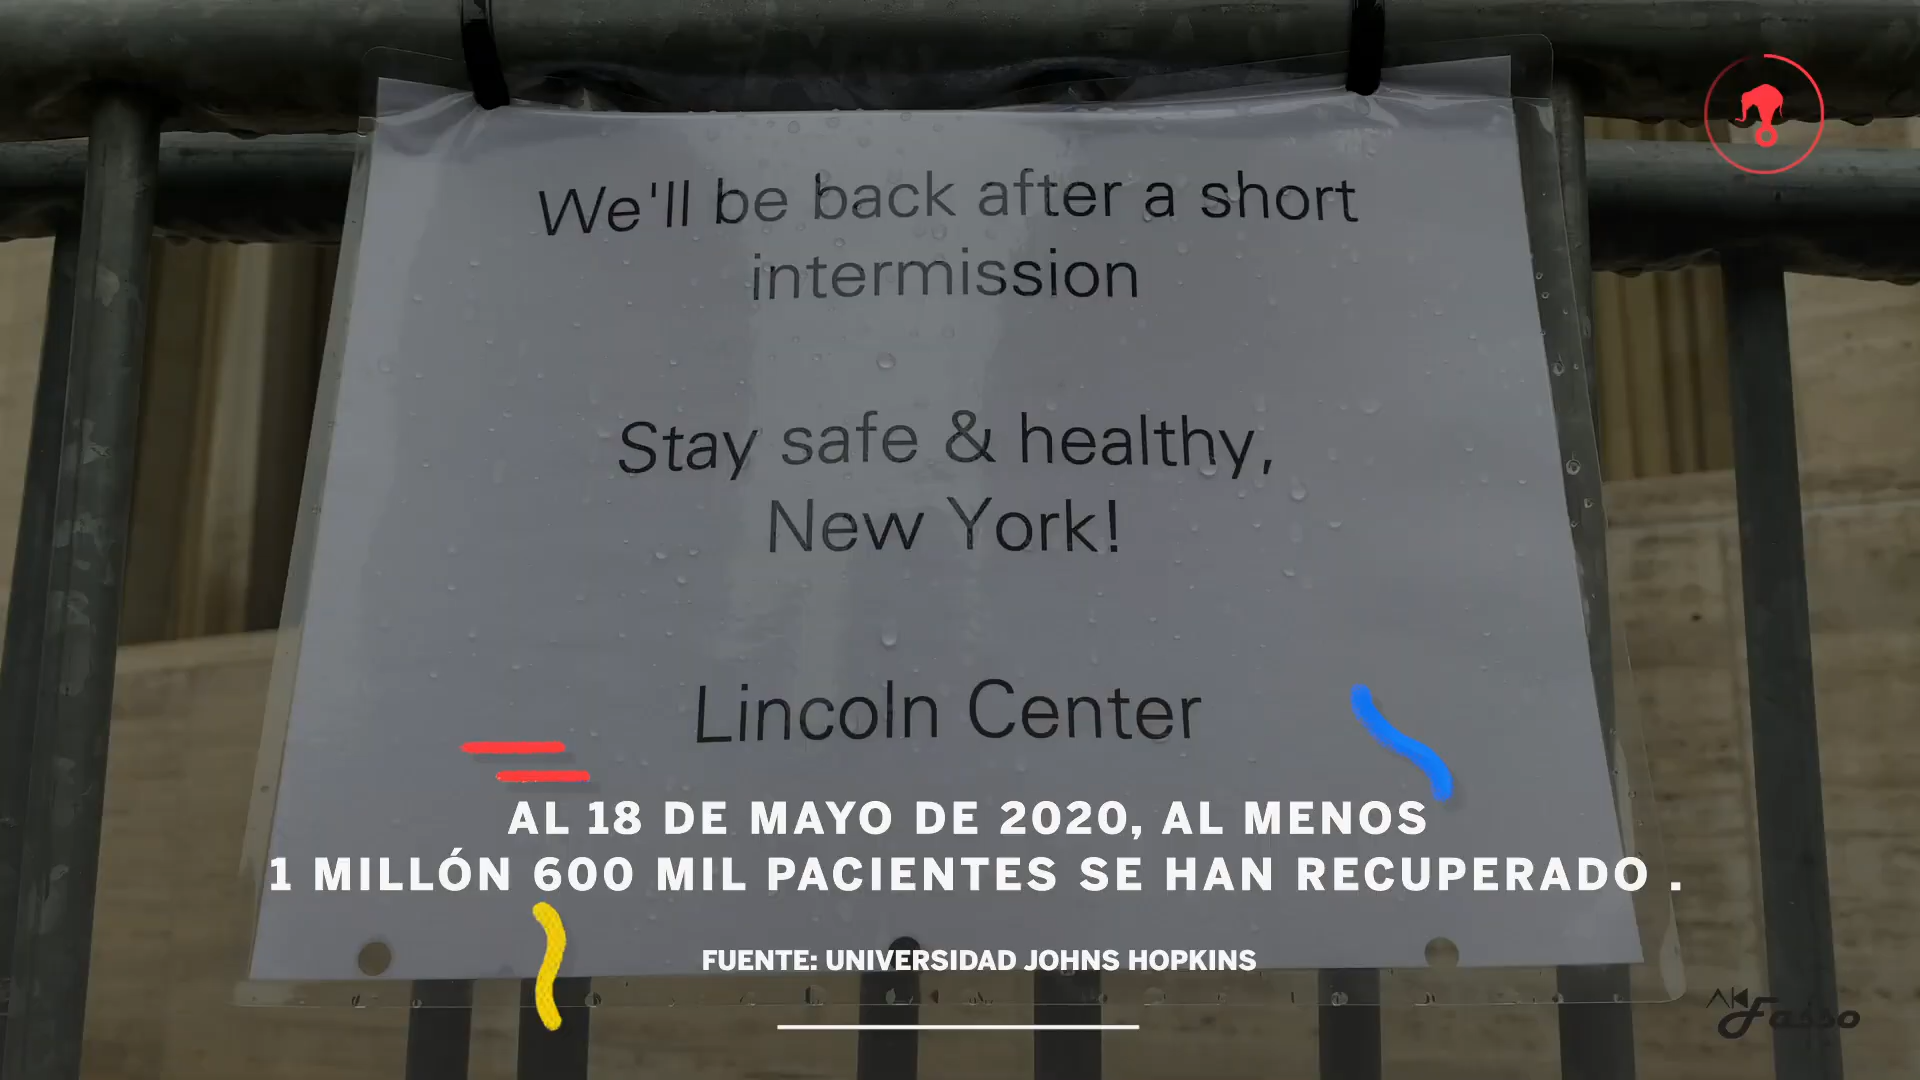 We'll be back after a short
intermission
Stay safe & healthy,
New York!
Lincoln Center
AL 18 DE MAYO DE 2020, AL MENOS
1 MILLÓN 600 MIL PACIENTES SE HAN RECUPERADO .
FUENTE: UNIVERSIDAD JOHNS HOPKINS
Fasso